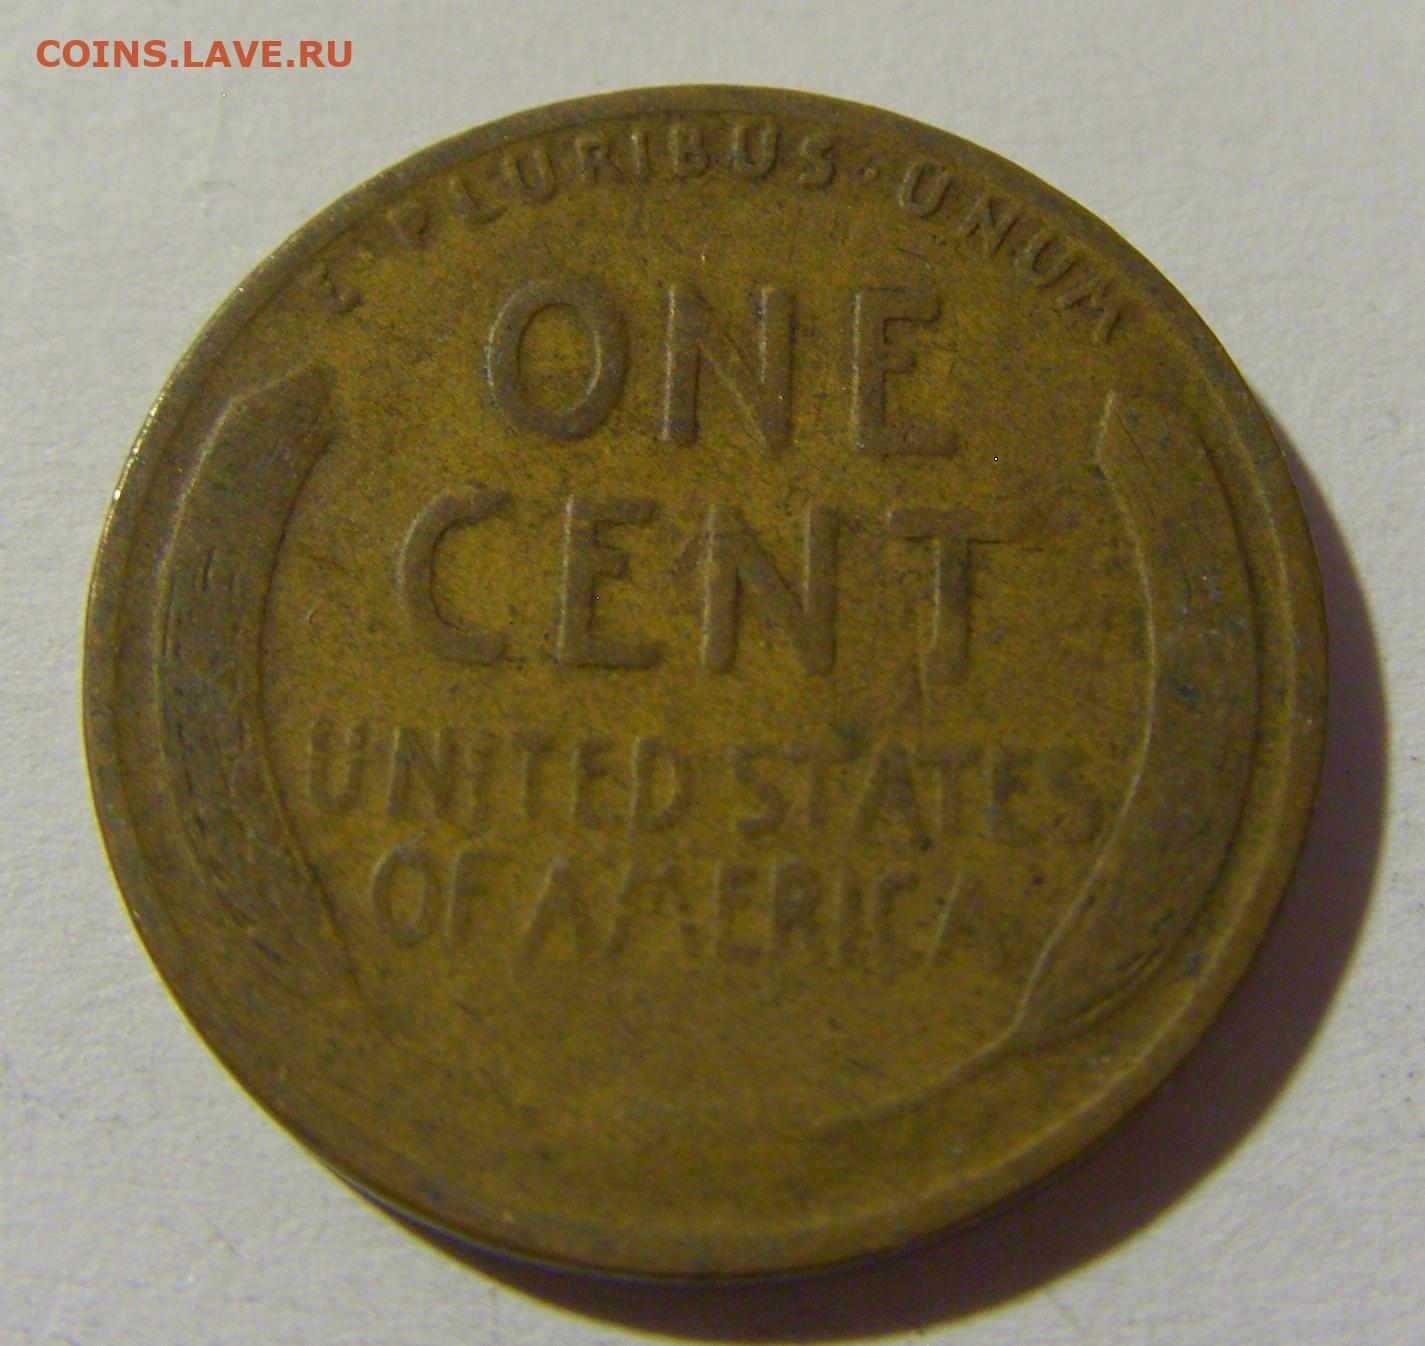 COINS.LAVE.RU
E·PLURIBUS·UNUM
ONE
CENT
UNITED STATES
OF AMERICA